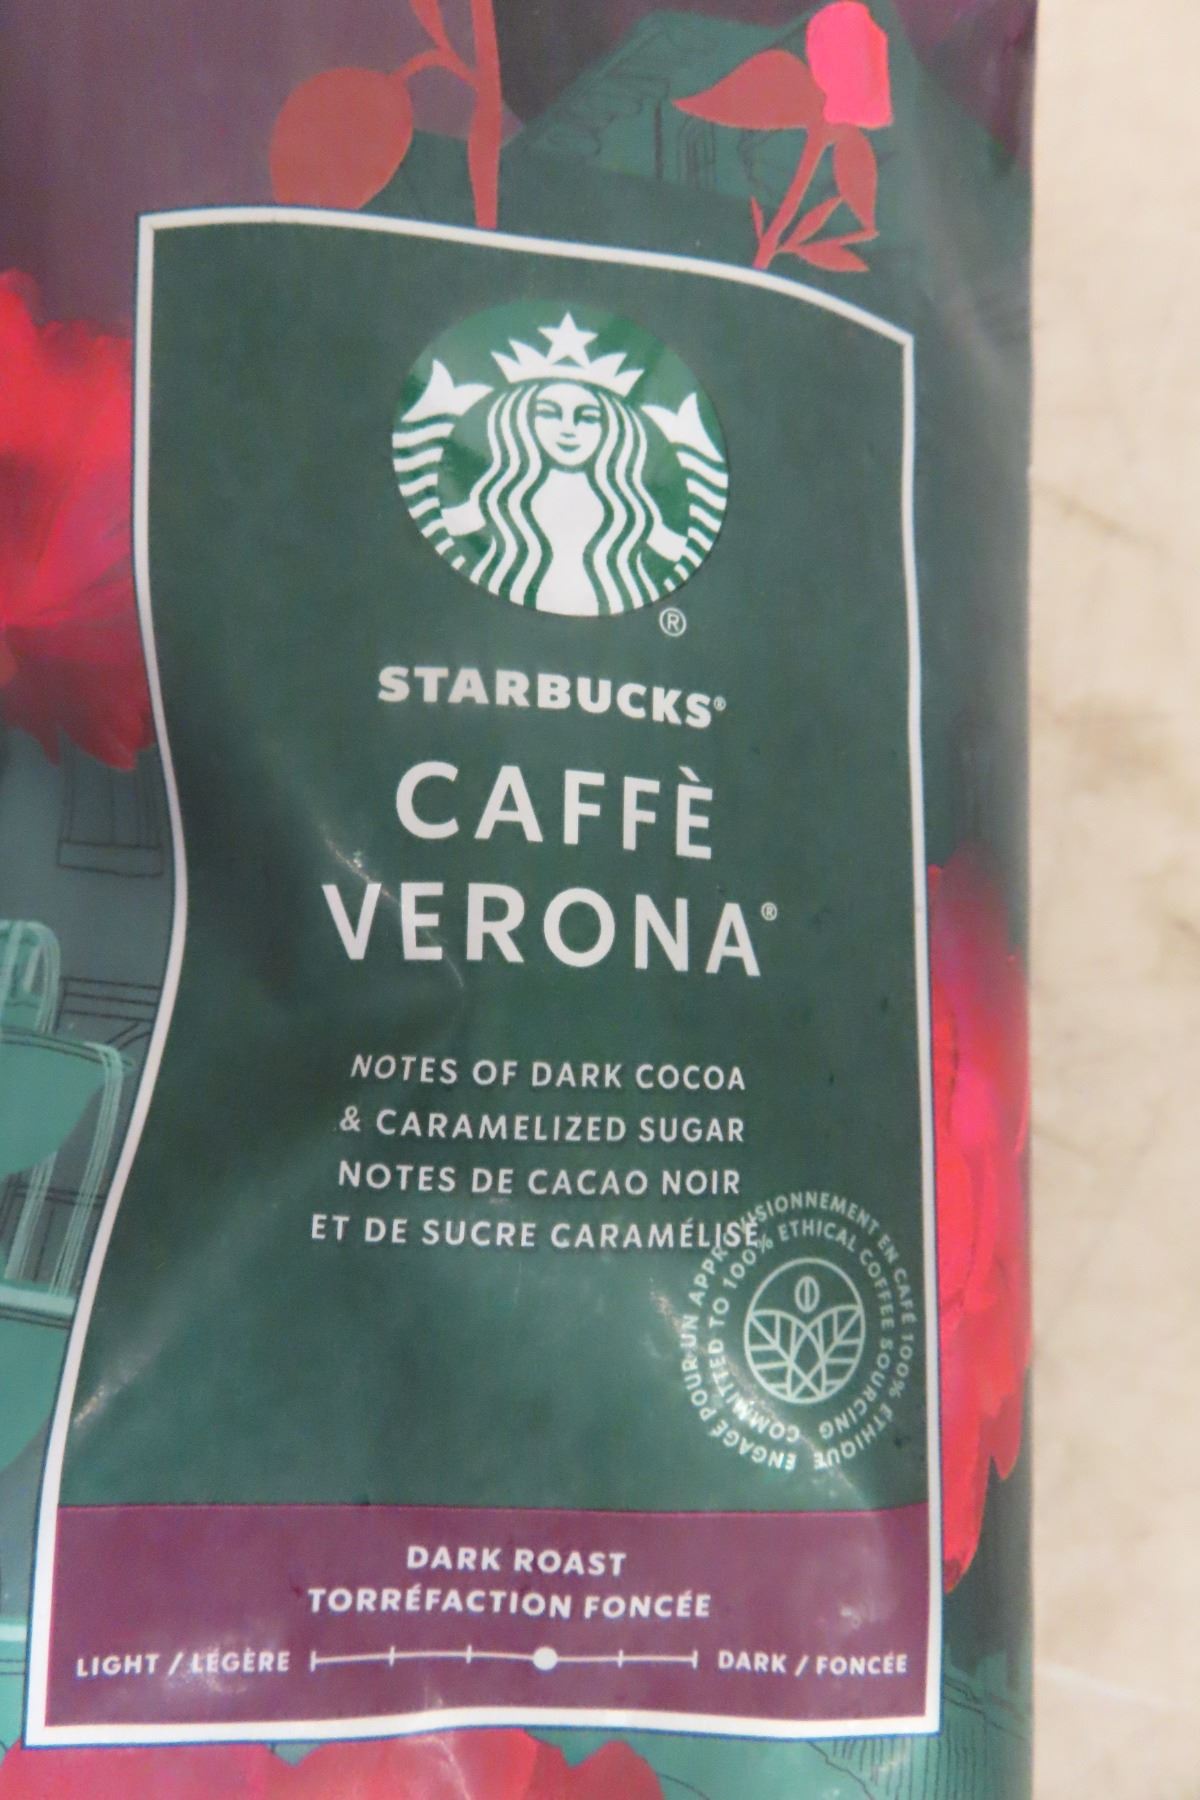 ®
STARBUCKS®
CAFFÈ
VERONA®
NOTES OF DARK COCOA
& CARAMELIZED SUGAR
NOTES DE CACAO NOIR
ET DE SUCRE CARAMÉLISÉ
ENGAGÉ POUR UN APPROVISIONNEMENT EN CAFÉ 100% ÉTHIQUE
COMMITTED TO 100% ETHICAL COFFEE SOURCING
DARK ROAST
TORRÉFACTION FONCÉE
LIGHT / LÉGÈRE DARK / FONCÉE